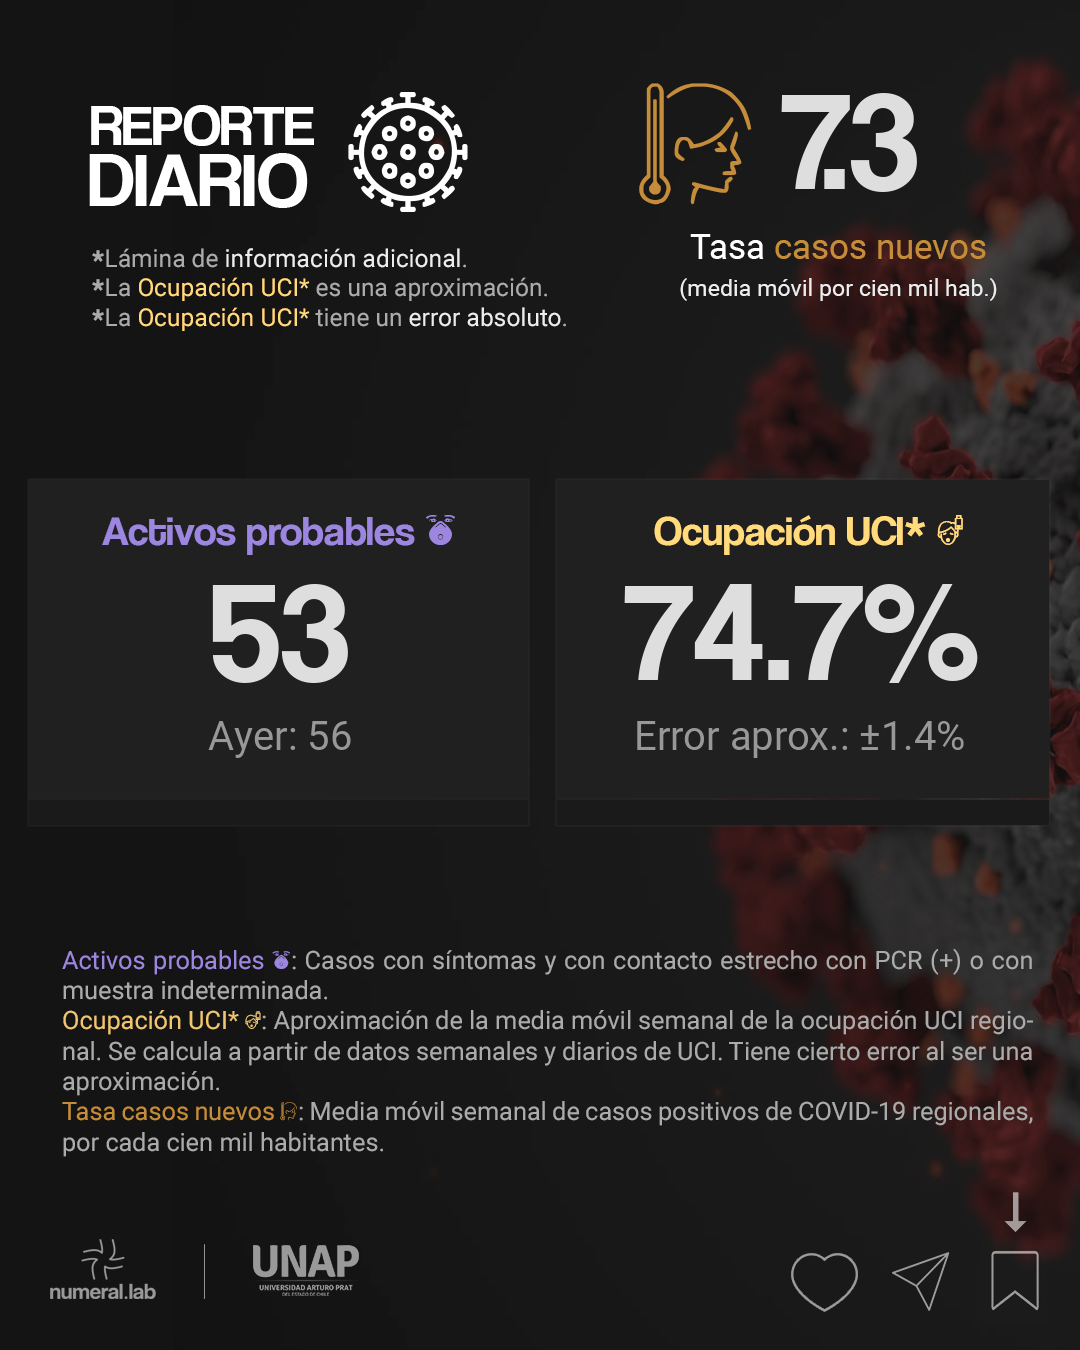 REPORTE
DIARIO
*Lámina de información adicional.
*La Ocupación UCI* es una aproximación.
*La Ocupación UCI* tiene un error absoluto.
7.3
Tasa casos nuevos
(media móvil por cien mil hab.)
Activos probables
53
Ayer: 56
Ocupación UCI*
74.7%
Error aprox.: ±1.4%
Activos probables : Casos con síntomas y con contacto estrecho con PCR (+) o con
muestra indeterminada.
Ocupación UCI* : Aproximación de la media móvil semanal de la ocupación UCI regio-
nal. Se calcula a partir de datos semanales y diarios de UCI. Tiene cierto error al ser una
aproximación.
Tasa casos nuevos : Media móvil semanal de casos positivos de COVID-19 regionales,
por cada cien mil habitantes.
numeral.lab
UNAP
UNIVERSIDAD ARTURO PRAT
DEL ESTADO DE CHILE